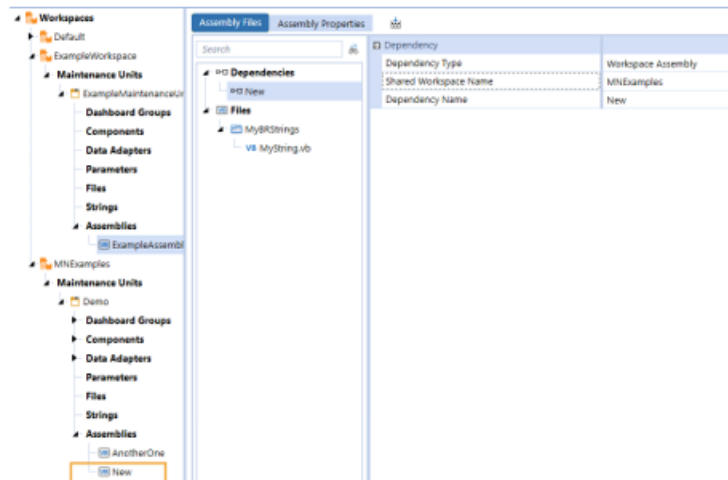 Workspaces
Default
ExampleWorkspace
Maintenance Units
Dashboard Groups
Components
Data Adapters
Parameters
Files
Strings
Assemblies
ExampleAssembl
MNExamples
Maintenance Units
Demo
Dashboard Groups
Components
Data Adapters
Parameters
Files
Strings
Assemblies
AnotherOne
New
Assembly Files Assembly Properties
Search
Dependencies
New
Files
MyBRStrings
VB MyString.vb
Dependency
Dependency Type Workspace Assembly
Shared Workspace Name MNExamples
Dependency Name New